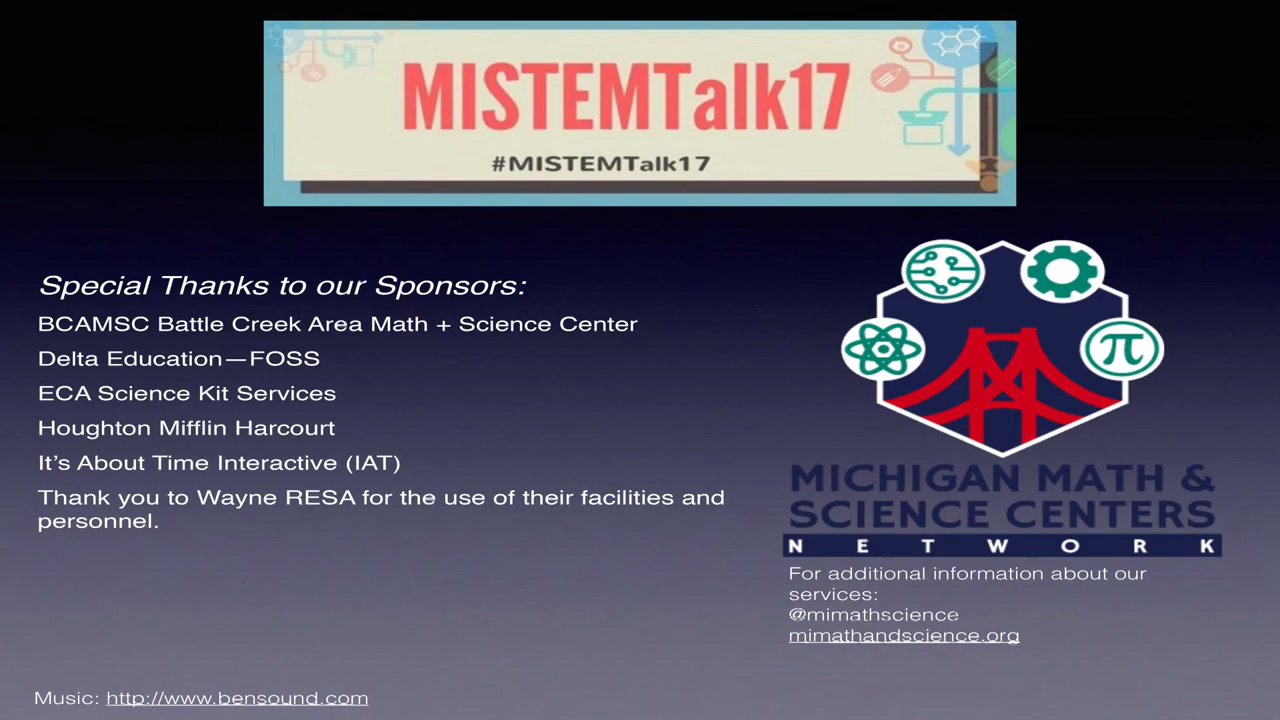 MISTEMTalk17
#MISTEMTalk17
Special Thanks to our Sponsors:
BCAMSC Battle Creek Area Math + Science Center
Delta Education—FOSS
ECA Science Kit Services
Houghton Mifflin Harcourt
It’s About Time Interactive (IAT)
Thank you to Wayne RESA for the use of their facilities and
personnel.
π
MICHIGAN MATH &
SCIENCE CENTERS
NETWORK
For additional information about our
services:
@mimathscience
mimathandscience.org
Music: http://www.bensound.com